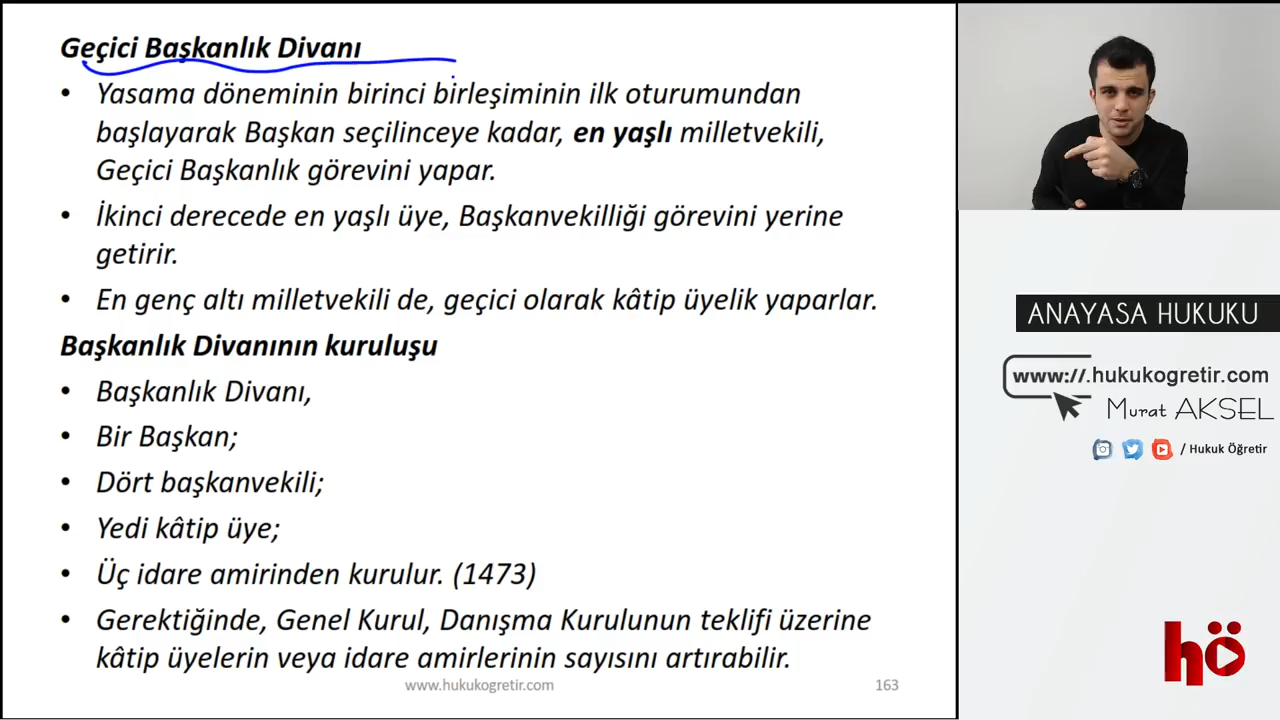 Geçici Başkanlık Divanı
• Yasama döneminin birinci birleşiminin ilk oturumundan
başlayarak Başkan seçilinceye kadar, en yaşlı milletvekili,
Geçici Başkanlık görevini yapar.
• İkinci derecede en yaşlı üye, Başkanvekilliği görevini yerine
getirir.
• En genç altı milletvekili de, geçici olarak kâtip üyelik yaparlar.
Başkanlık Divanının kuruluşu
• Başkanlık Divanı,
• Bir Başkan;
• Dört başkanvekili;
• Yedi kâtip üye;
• Üç idare amirinden kurulur. (1473)
• Gerektiğinde, Genel Kurul, Danışma Kurulunun teklifi üzerine
kâtip üyelerin veya idare amirlerinin sayısını artırabilir.
www.hukukogretir.com
163
ANAYASA HUKUKU
www://.hukukogretir.com
Murat AKSEL
/ Hukuk Öğretir
hö